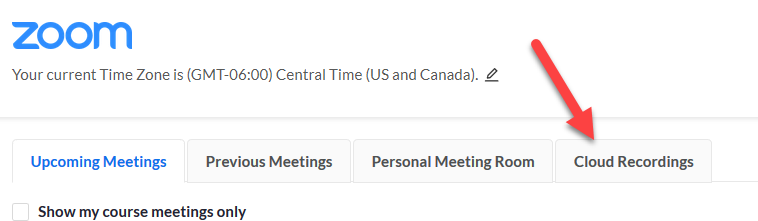 zoom
Your current Time Zone is (GMT-06:00) Central Time (US and Canada).
Upcoming Meetings Previous Meetings Personal Meeting Room Cloud Recordings
Show my course meetings only